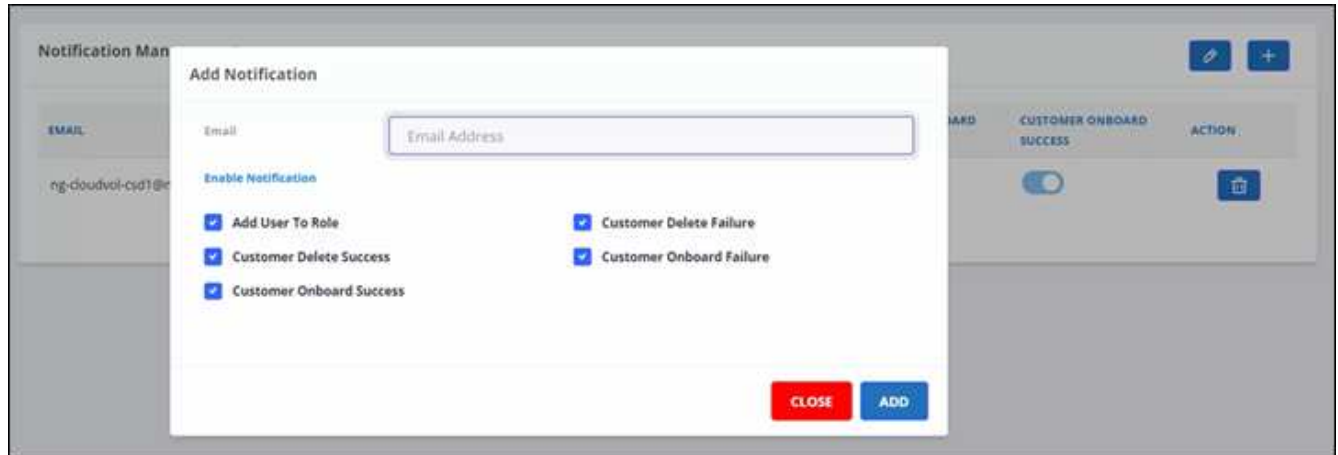 Notification Man
Add Notification
EMAIL
Email
Email Address
CUSTOMER ONBOARD
SUCCESS
ACTION
ng-cloudvol-csd1@
Enable Notification
Add User To Role
Customer Delete Failure
Customer Delete Success
Customer Onboard Failure
Customer Onboard Success
CLOSE
ADD